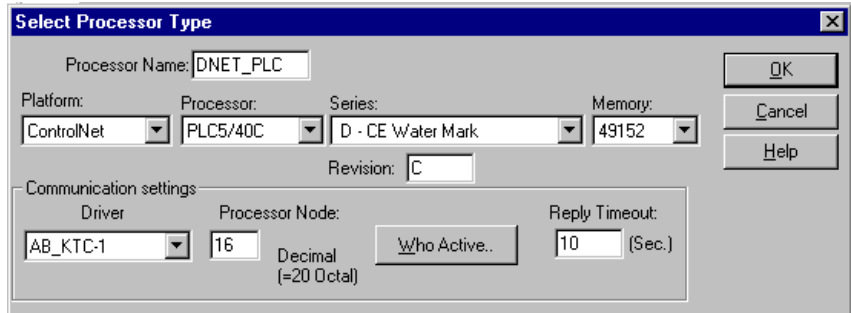 Select Processor Type
Processor Name: DNET_PLC
OK
Platform: Processor: Series: Memory:
ControlNet PLC5/40C D - CE Water Mark 49152
Cancel
Help
Revision: C
Communication settings
Driver Processor Node: Reply Timeout:
AB_KTC-1 16 Decimal Who Active.. 10 (Sec.)
(=20 Octal)